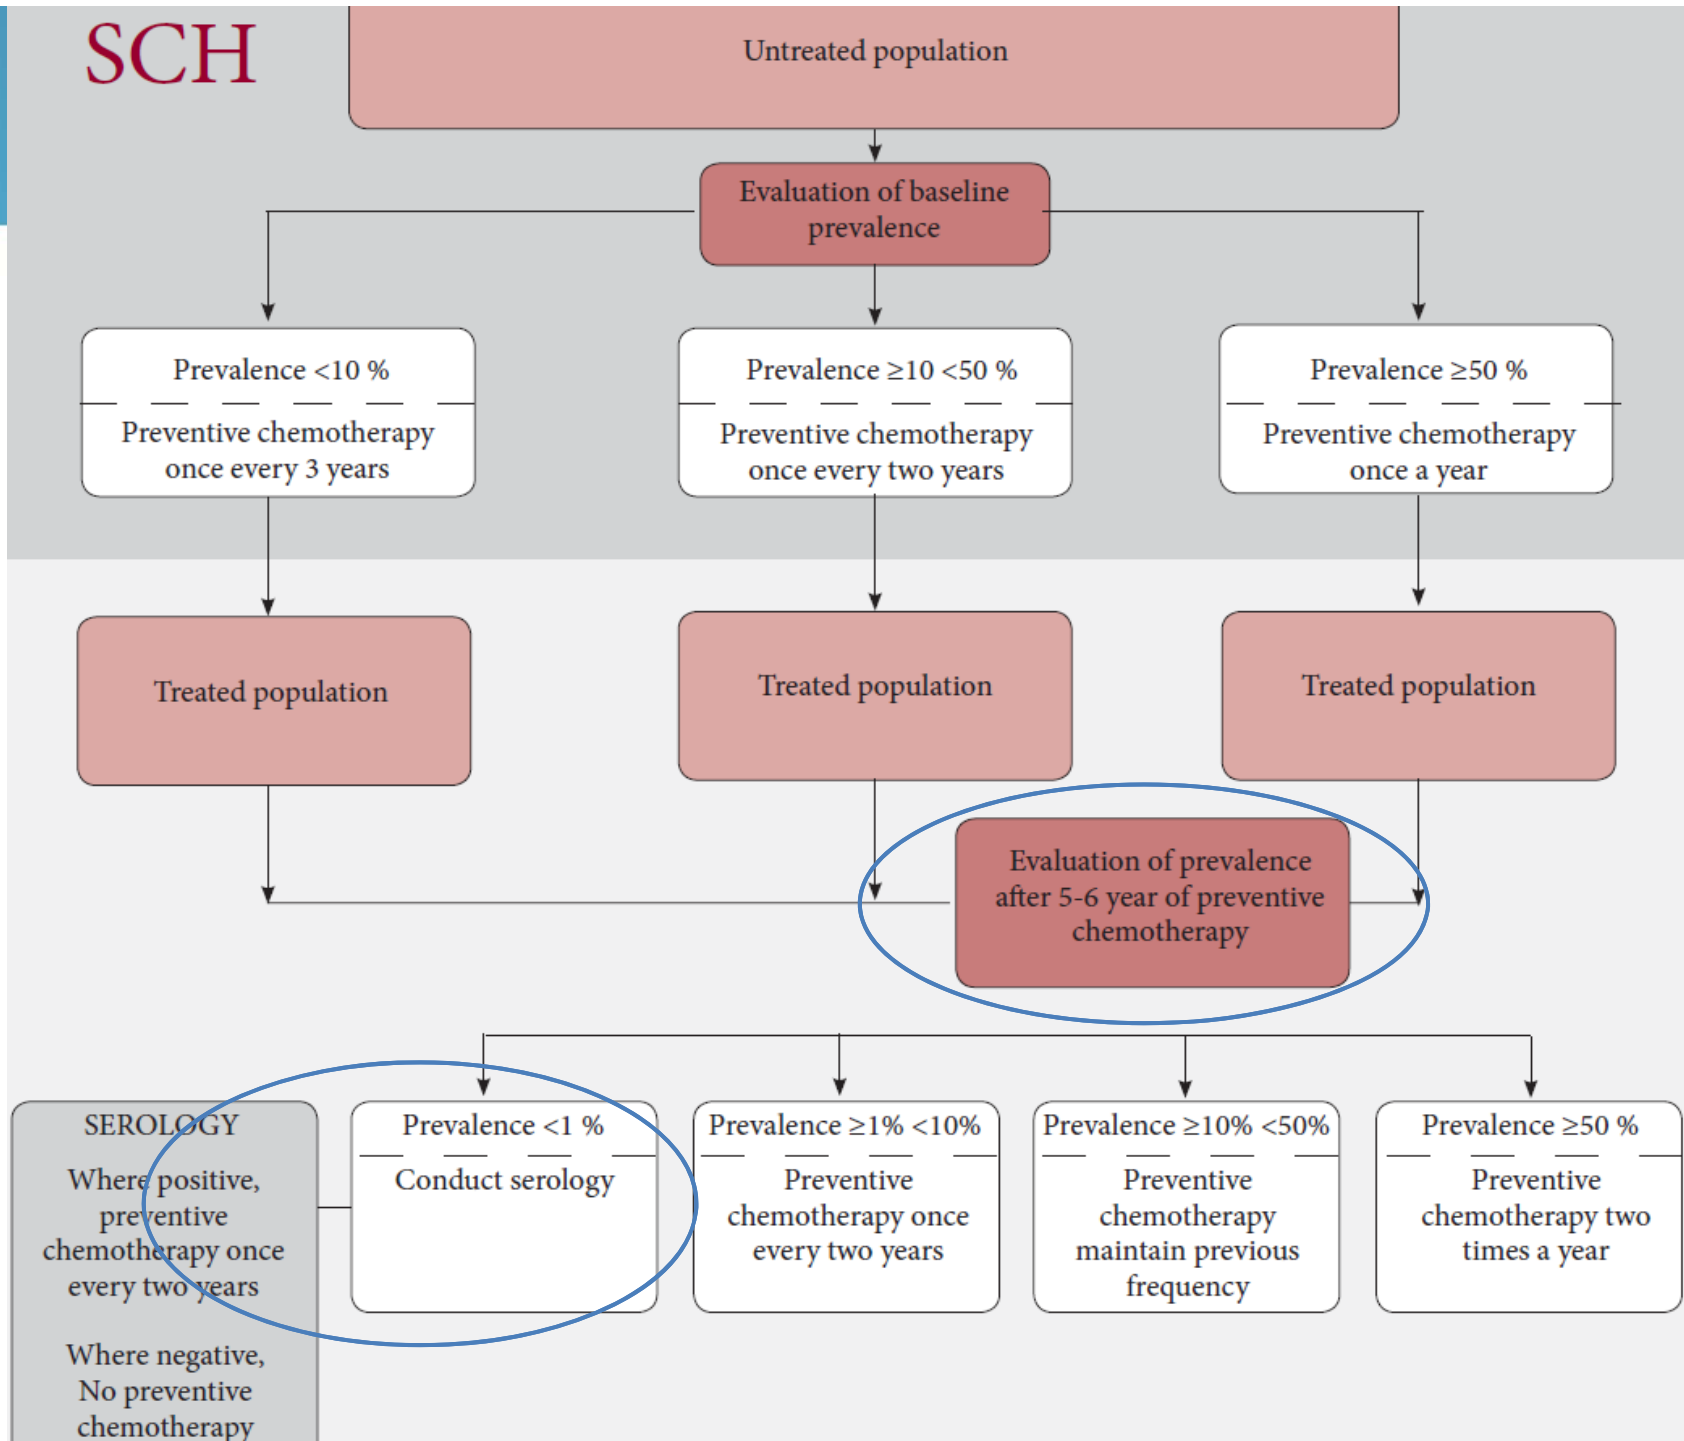 SCH
Untreated population
Evaluation of baseline
prevalence
Prevalence <10 %
Preventive chemotherapy
once every 3 years
Prevalence ≥10 <50 %
Preventive chemotherapy
once every two years
Prevalence ≥50 %
Preventive chemotherapy
once a year
Treated population
Treated population
Treated population
Evaluation of prevalence
after 5-6 year of preventive
chemotherapy
SEROLOGY
Where positive,
preventive
chemotherapy once
every two years
Where negative,
No preventive
chemotherapy
Prevalence <1 %
Conduct serology
Prevalence ≥1% <10%
Preventive
chemotherapy once
every two years
Prevalence ≥10% <50%
Preventive
chemotherapy
maintain previous
frequency
Prevalence ≥50 %
Preventive
chemotherapy two
times a year